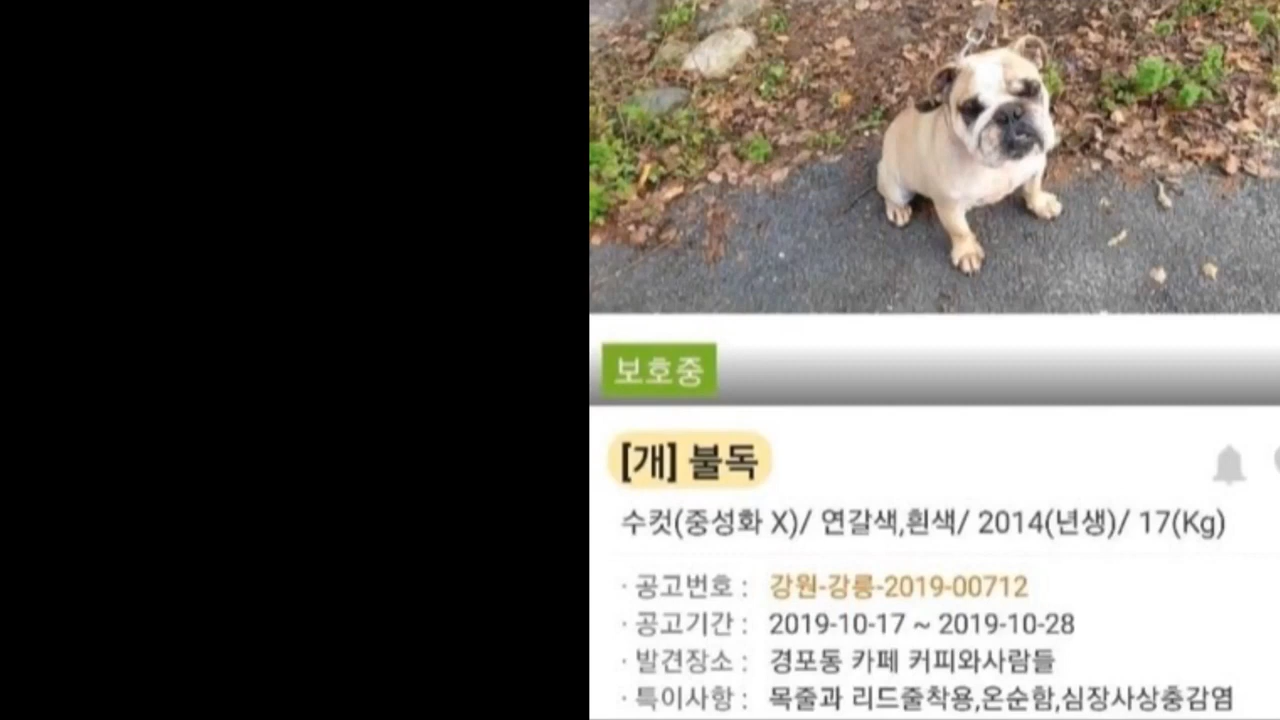 보호중
[개] 불독
수컷(중성화 X)/ 연갈색,흰색/ 2014(년생)/ 17(Kg)
· 공고번호 : 강원-강릉-2019-00712
· 공고기간 : 2019-10-17 ~ 2019-10-28
· 발견장소 : 경포동 카페 커피와사람들
· 특이사항 : 목줄과 리드줄착용,온순함,심장사상충감염